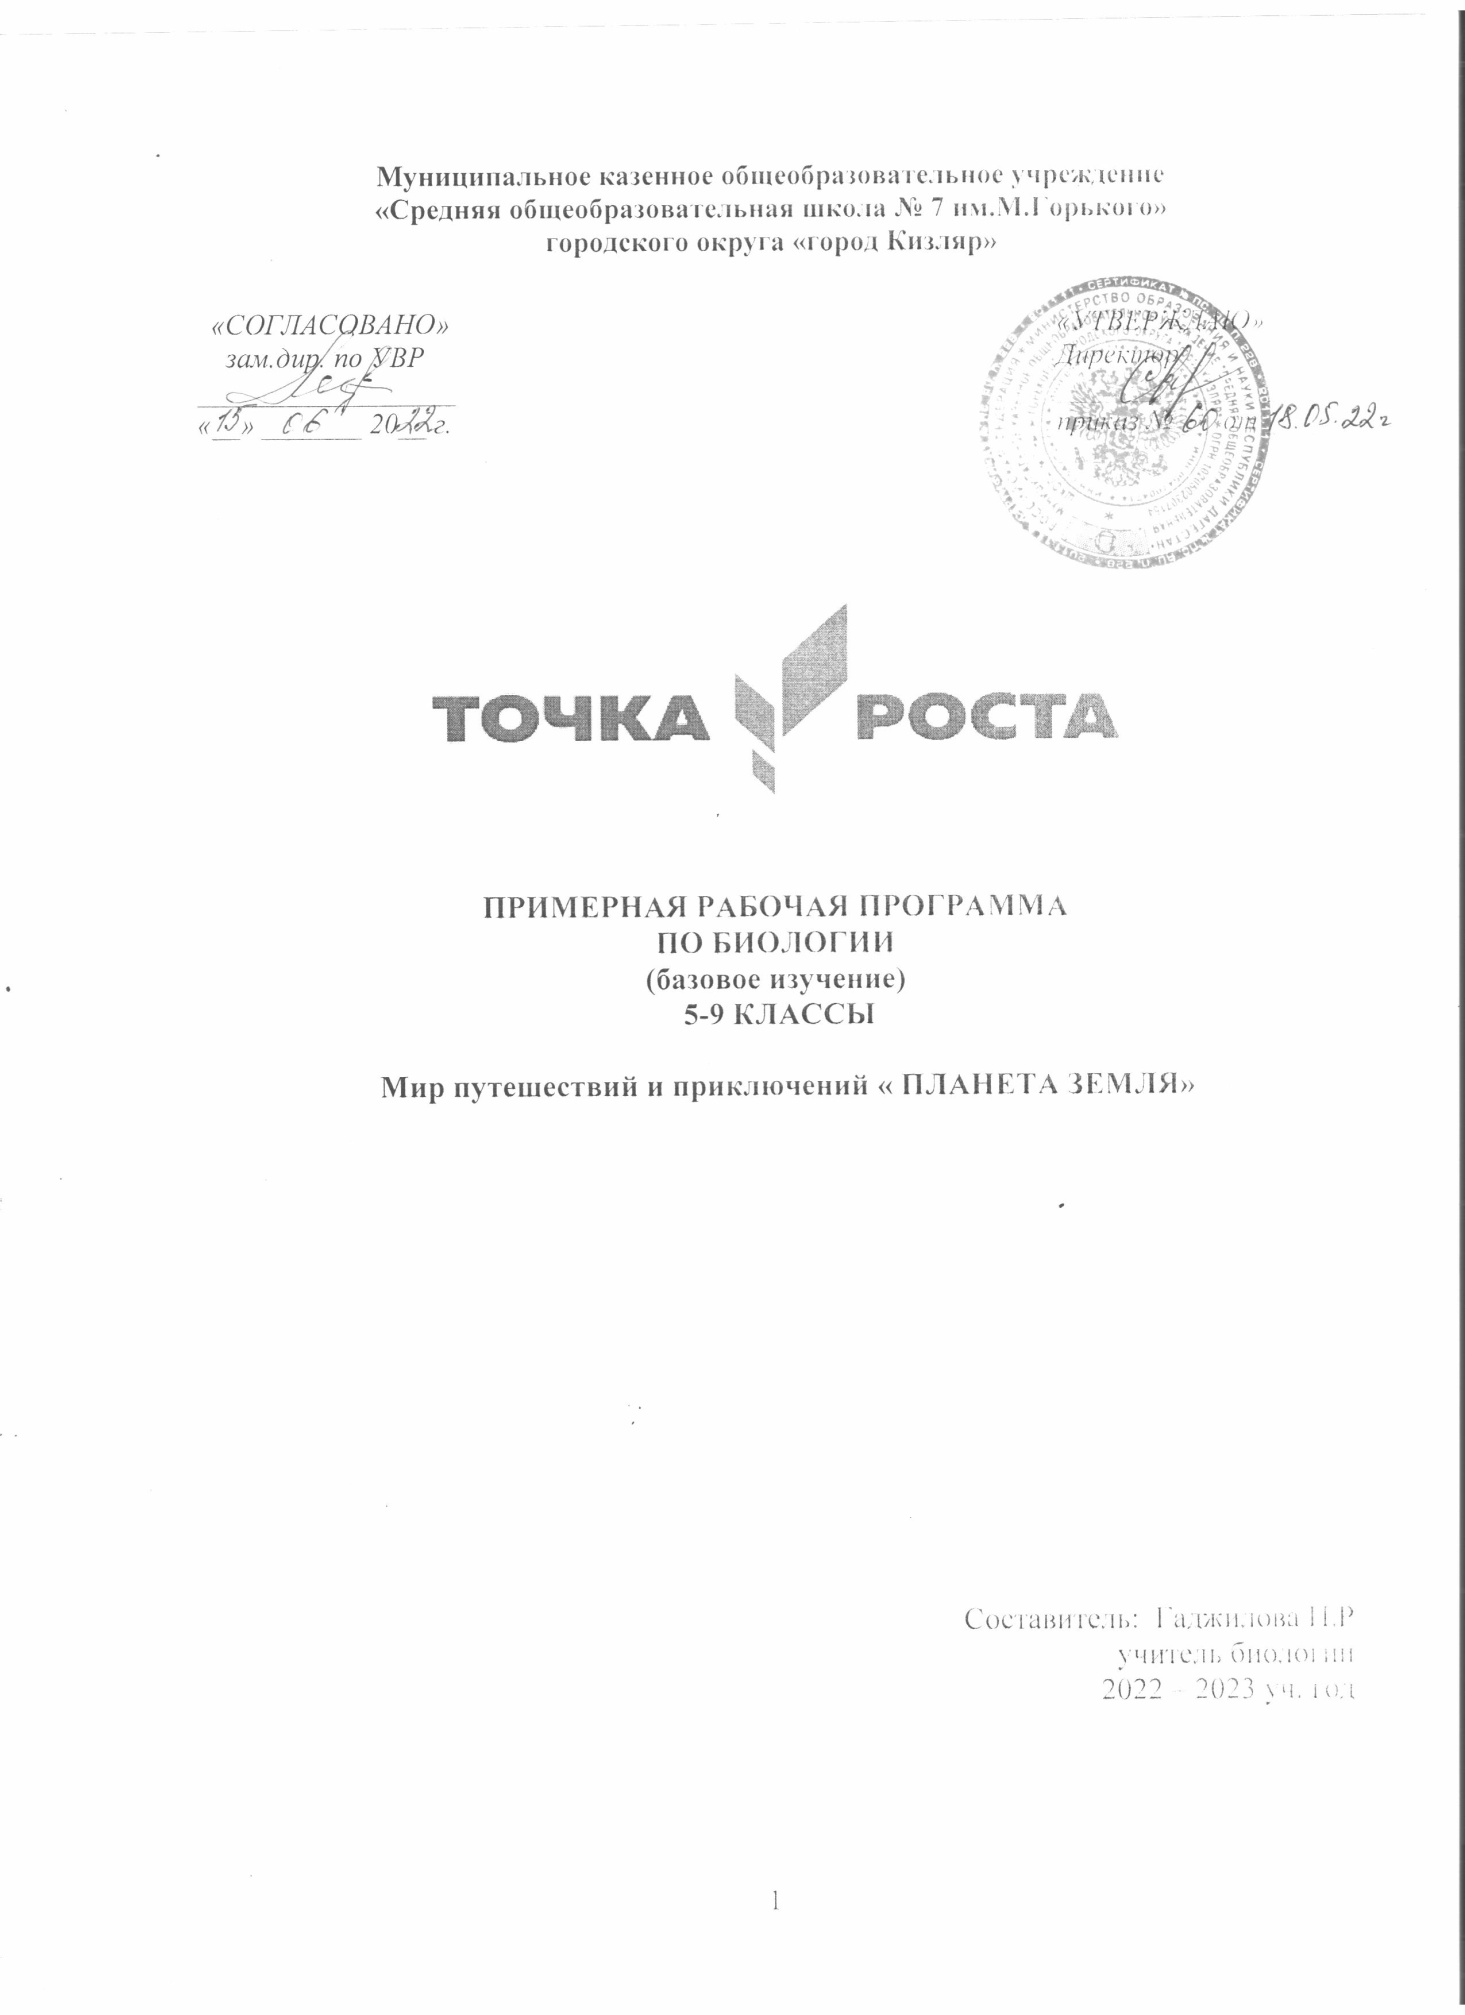 Муниципальное казенное общеобразовательное учреждение
«Средняя общеобразовательная школа № 7 им.М.Горького»
городского округа «город Кизляр»
«СОГЛАСОВАНО»
зам.дир. по УВР
«15» 06 2022г.
«УТВЕРЖДАЮ»
Директор
приказ № 60 от 18.05.22г
ТОЧКА РОСТА
ПРИМЕРНАЯ РАБОЧАЯ ПРОГРАММА
ПО БИОЛОГИИ
(базовое изучение)
5-9 КЛАССЫ
Мир путешествий и приключений « ПЛАНЕТА ЗЕМЛЯ»
Составитель:
учитель биологии
2022 – 2023 уч. год
1